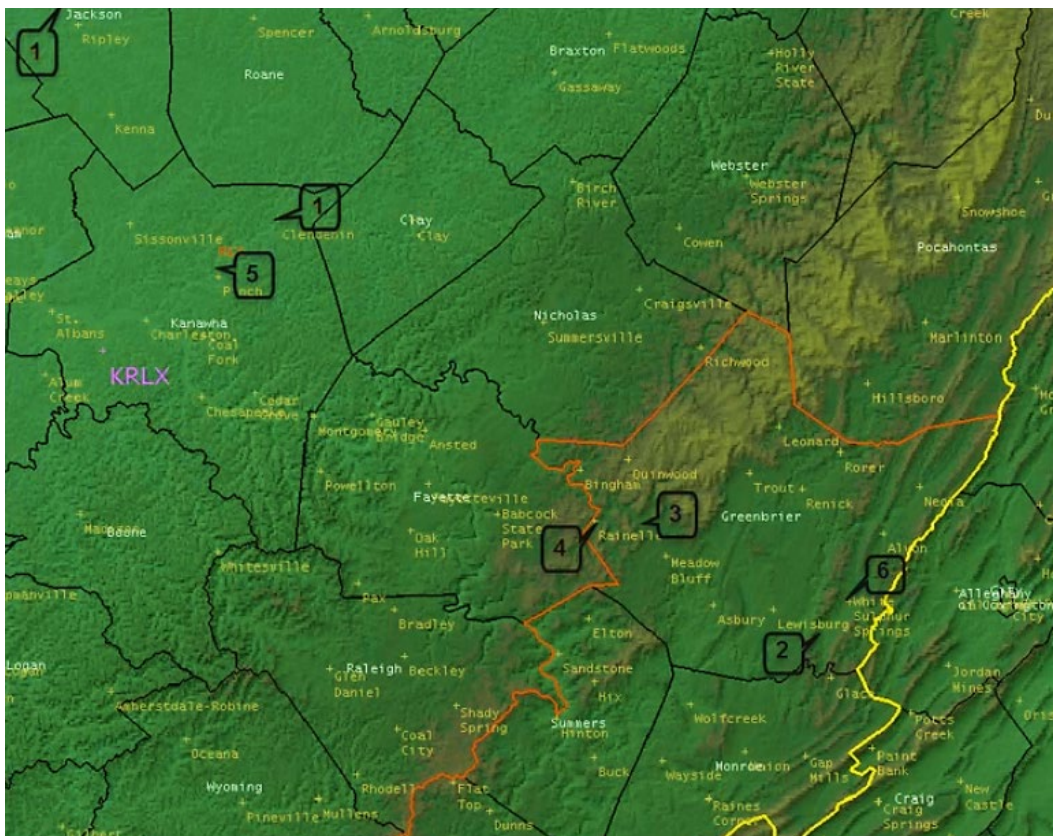 Jackson
Ripley
1
Spencer
Roane
Arnoldsburg
Braxton
Flatwoods
Gassaway
Holly
River
State
Creek
Kenna
Webster
Webster
Springs
Birch
River
Snowshoe
1
Clendenin
Clay
Clay
Sissonville
Cowen
Pocahontas
5
Pinch
Craigsville
Nicholas
Summersville
St.
Albans
Kanawha
Charleston
Coal
Fork
Marlinton
Richwood
KRLX
Alum
Creek
Hillsboro
Chesapeake
Cedar
Grove
Montgomery
Gauley
Bridge
Ansted
Leonard
Rorer
Quinwood
Bingham
Powellton
Trout
Renick
Neola
Fayette
Babcock
State
Park
3
Greenbrier
Rainelle
Boone
Oak
Hill
4
Alvon
Meadow
Bluff
6
Whitesville
White
Sulphur
Springs
Pax
Bradley
Asbury
Lewisburg
2
Elton
Logan
Raleigh
Beckley
Glen
Daniel
Sandstone
Hix
Jordan
Mines
Amherstdale-Robine
Wolfcreek
Shady
Spring
Summers
Hinton
Potts
Creek
Coal
City
Oceana
Buck
Wayside
Monroe
Union
Gap
Mills
Paint
Bank
Wyoming
Rhodell
Flat
Top
New
Castle
Pineville
Mullens
Raines
Corner
Craig
Craig
Springs
Dunns
Gilbert